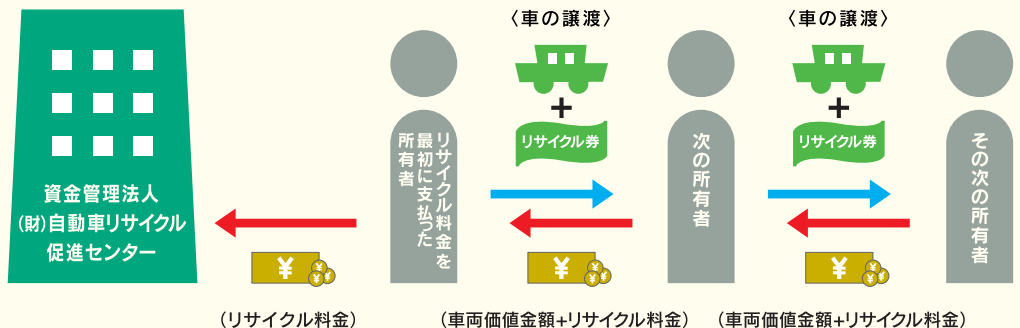 〈車の譲渡〉
〈車の譲渡〉
+
+
リサイクル券
リサイクル券
資金管理法人
(財)自動車リサイクル
促進センター
リサイクル料金を
最初に支払った
所有者
次の所有者
その次の所有者
¥
¥
¥
¥
¥
¥
¥
¥
¥
¥
¥
¥
(リサイクル料金)
(車両価値金額+リサイクル料金)
(車両価値金額+リサイクル料金)